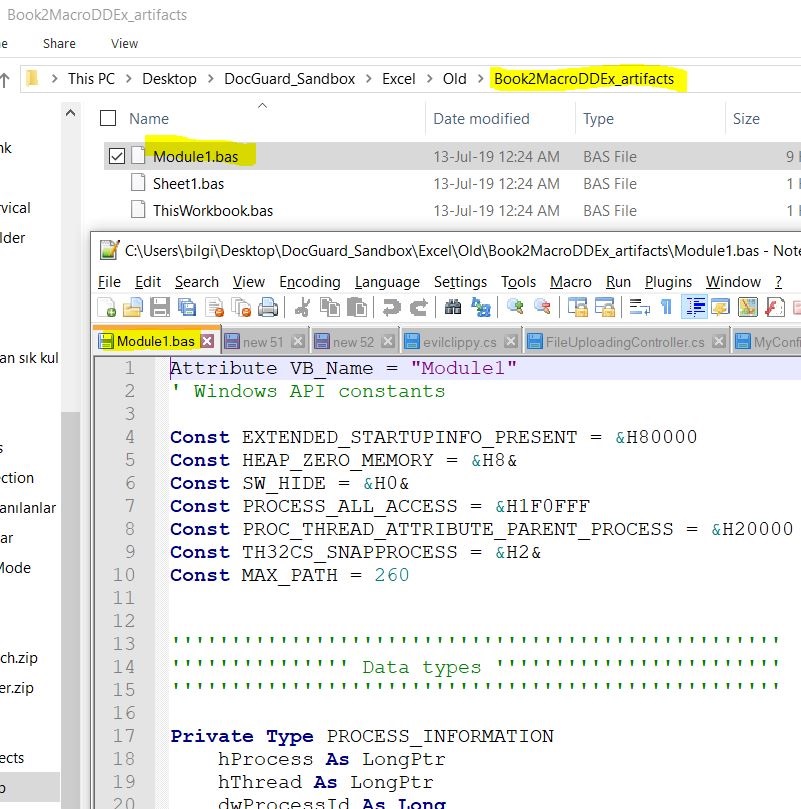 Book2MacroDDEx_artifacts
Share View
This PC > Desktop > DocGuard_Sandbox > Excel > Old > Book2MacroDDEx_artifacts
Name Date modified Type Size
Module1.bas 13-Jul-19 12:24 AM BAS File 9
Sheet1.bas 13-Jul-19 12:24 AM BAS File 1
ThisWorkbook.bas 13-Jul-19 12:24 AM BAS File 1
nk
vical
lder
an sık kul
s
ction
anılanlar
ar
Mode
ch.zip
er.zip
ects
p
C:\Users\bilgi\Desktop\DocGuard_Sandbox\Excel\Old\Book2MacroDDEx_artifacts\Module1.bas - Note
File Edit Search View Encoding Language Settings Tools Macro Run Plugins Window ?
Module1.bas new 51 new 52 evilclippy.cs FileUploadingController.cs MyConfi
1 Attribute VB_Name = "Module1"
2 ' Windows API constants
3
4 Const EXTENDED_STARTUPINFO_PRESENT = &H80000
5 Const HEAP_ZERO_MEMORY = &H8&
6 Const SW_HIDE = &H0&
7 Const PROCESS_ALL_ACCESS = &H1F0FFF
8 Const PROC_THREAD_ATTRIBUTE_PARENT_PROCESS = &H20000
9 Const TH32CS_SNAPPROCESS = &H2&
10 Const MAX_PATH = 260
11
12
13 '''''''''''''''''''''''''''''''''''''''''''''''''''
14 ''''''''''''''' Data types ''''''''''''''''''''''''
15 '''''''''''''''''''''''''''''''''''''''''''''''''''
16
17 Private Type PROCESS_INFORMATION
18 hProcess As LongPtr
19 hThread As LongPtr
20 dwProcessId As Long